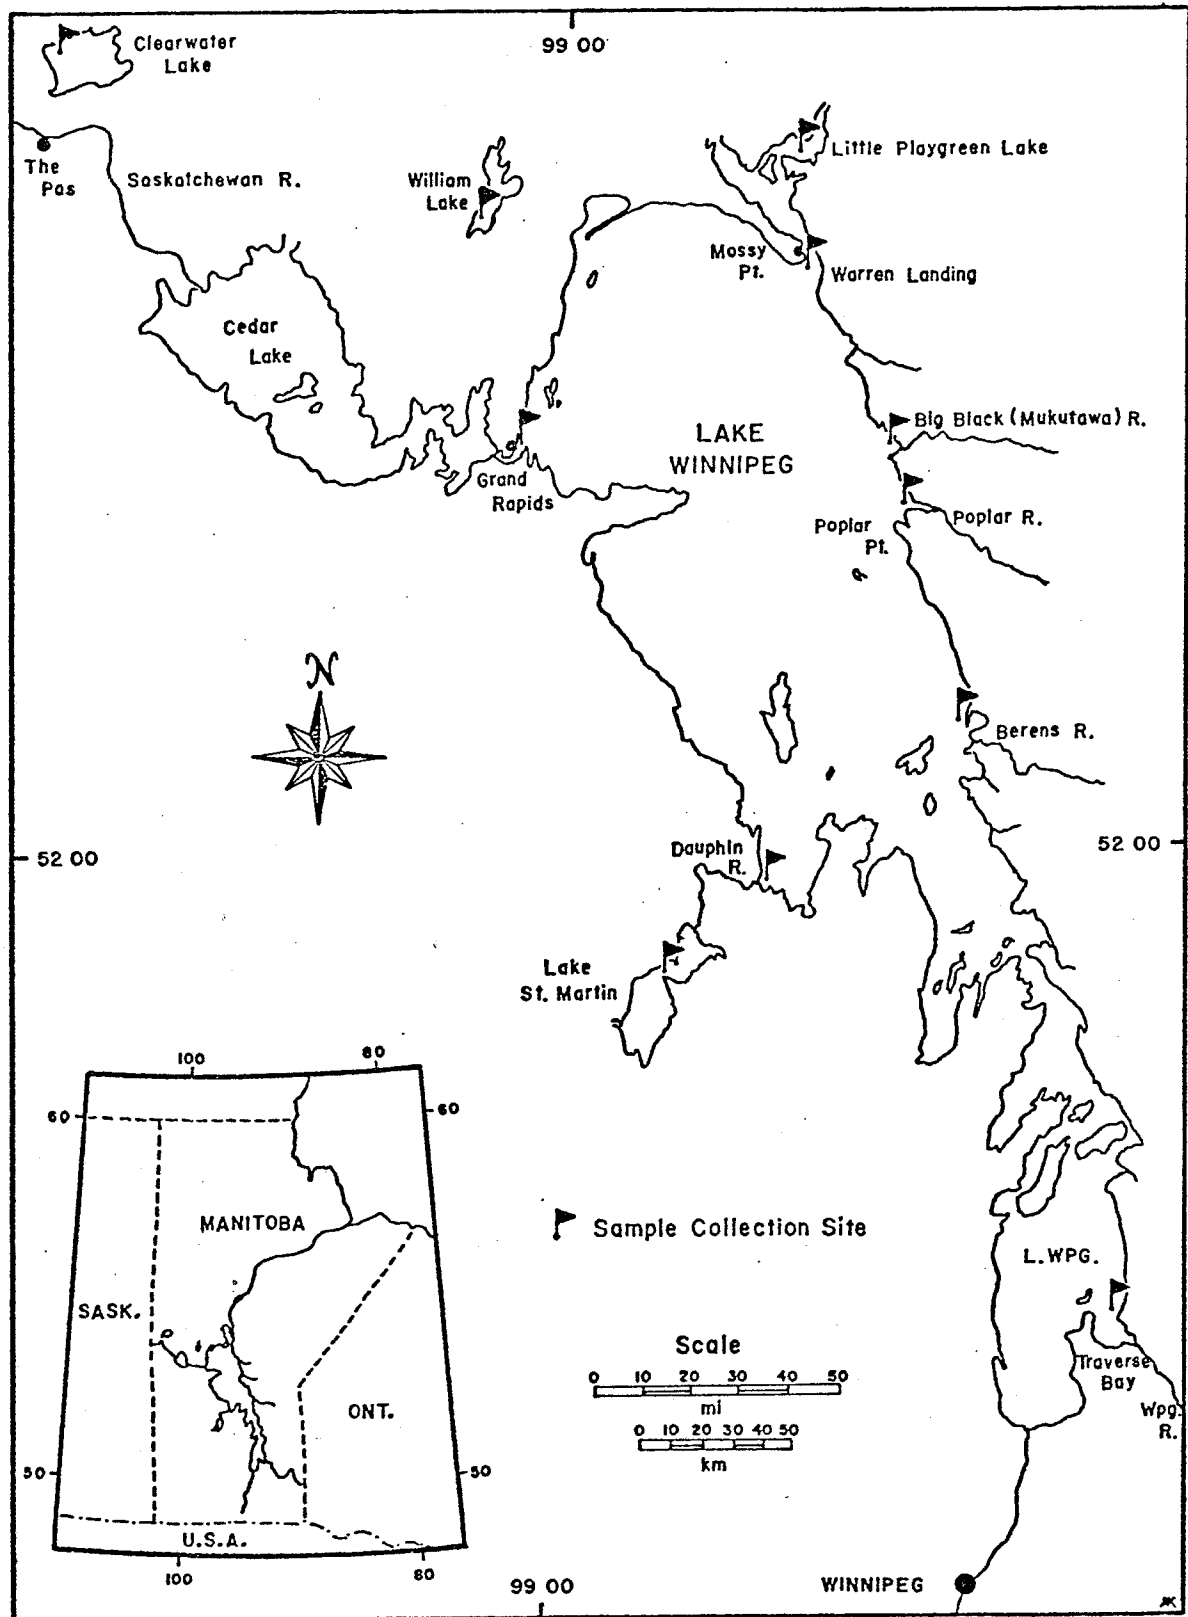 99 00
Clearwater
Lake
The
Pas
Saskatchewan R.
William
Lake
Little Playgreen Lake
Mossy
Pt.
Warren Landing
Cedar
Lake
LAKE
WINNIPEG
Big Black (Mukutawa) R.
Grand
Rapids
Poplar R.
Poplar
Pt.
N
Berens R.
52 00
52 00
Dauphin
R.
Lake
St. Martin
100
80
60
60
MANITOBA
SASK.
ONT.
50
50
U.S.A.
100
80
Sample Collection Site
L. WPG.
Scale
0 10 20 30 40 50
mi
0 10 20 30 40 50
km
Traverse
Bay
Wpg.
R.
99 00
WINNIPEG